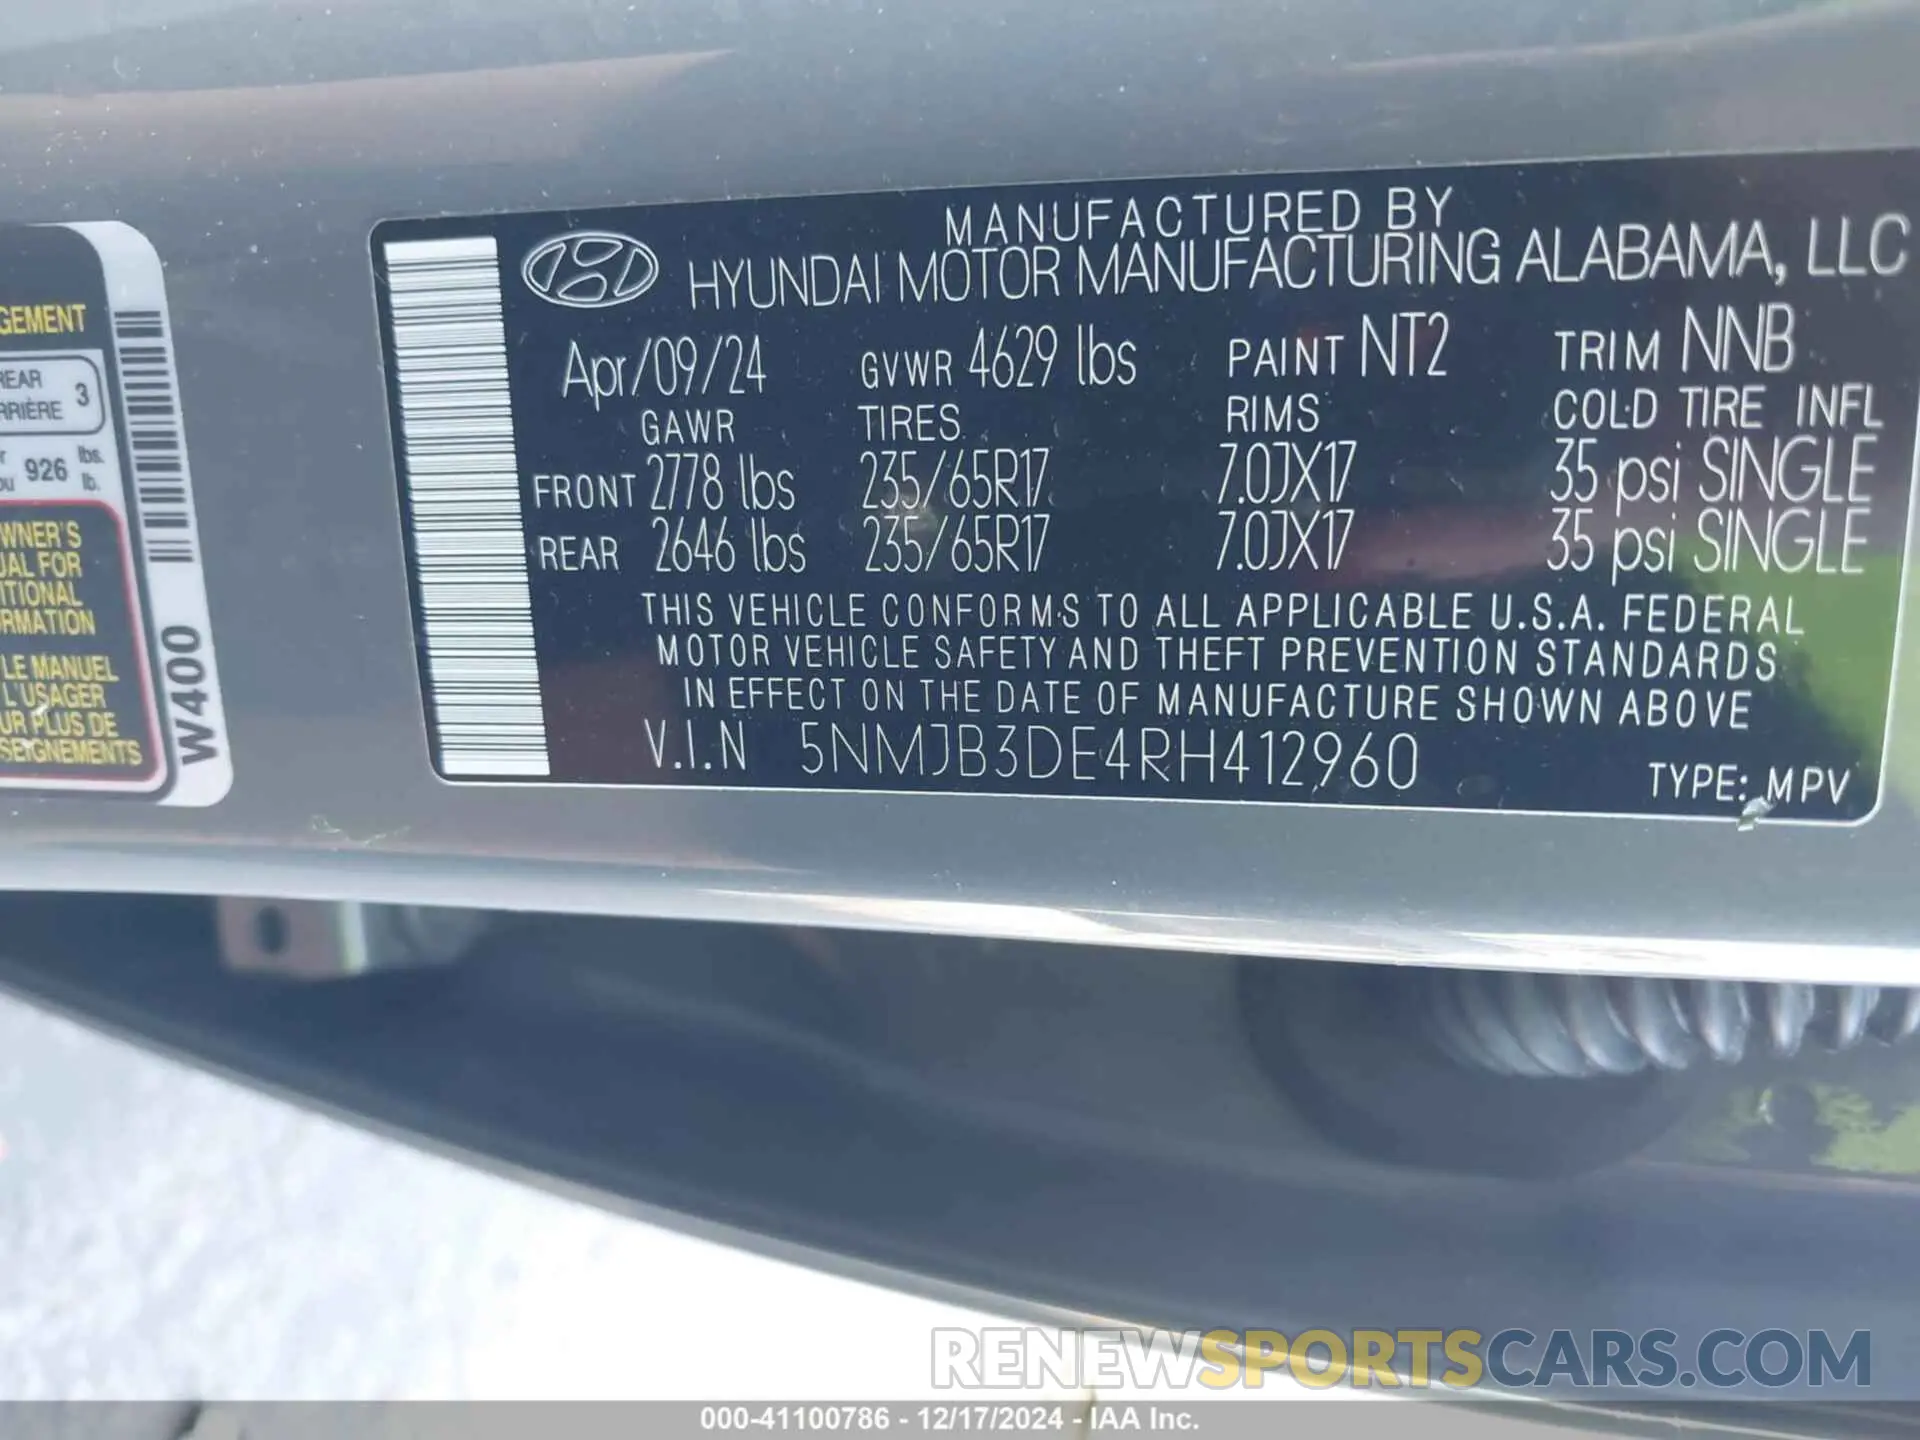 GEMENT
REAR
RRIÈRE 3
926 lbs.
lb.
WNER'S
UAL FOR
ITIONAL
RMATION
LE MANUEL
L'USAGER
UR PLUS DE
SEIGNEMENTS
W400
MANUFACTURED BY
HYUNDAI MOTOR MANUFACTURING ALABAMA, LLC
Apr/09/24 GVWR 4629 lbs PAINT NT2 TRIM NNB
GAWR TIRES RIMS COLD TIRE INFL
FRONT 2778 lbs 235/65R17 7.0JX17 35 psi SINGLE
REAR 2646 lbs 235/65R17 7.0JX17 35 psi SINGLE
THIS VEHICLE CONFORMS TO ALL APPLICABLE U.S.A. FEDERAL
MOTOR VEHICLE SAFETY AND THEFT PREVENTION STANDARDS
IN EFFECT ON THE DATE OF MANUFACTURE SHOWN ABOVE
V.I.N 5NMJB3DE4RH412960
TYPE: MPV
RENEWSPORTSCARS.COM
000-41100786 - 12/17/2024 - IAA Inc.